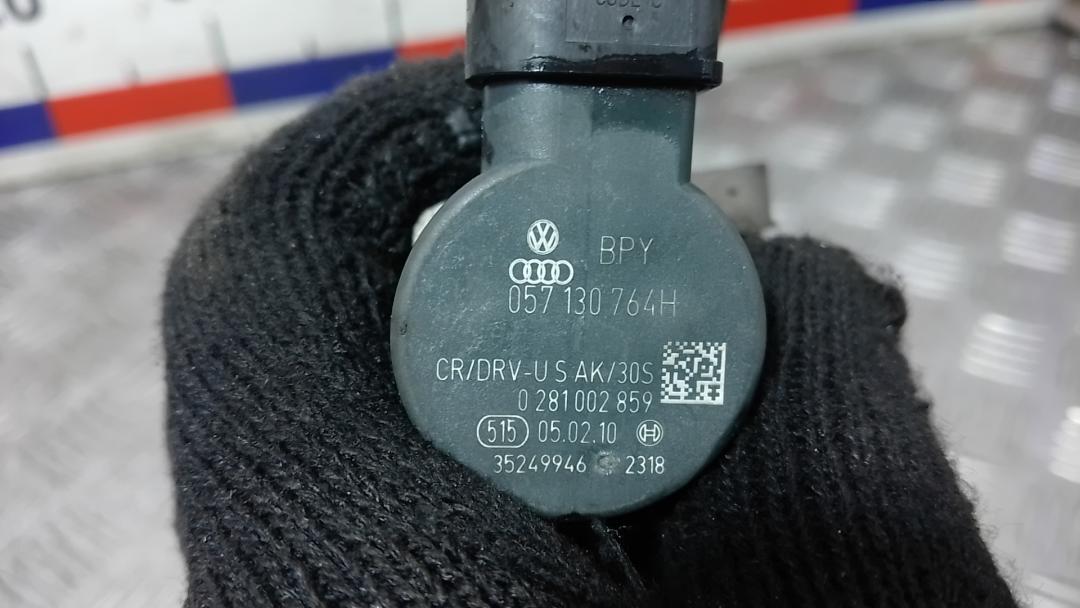 BPY
057 130 764H
CR/DRV-U S AK/30S
0 281 002 859
515 05.02.10
35249946 2318